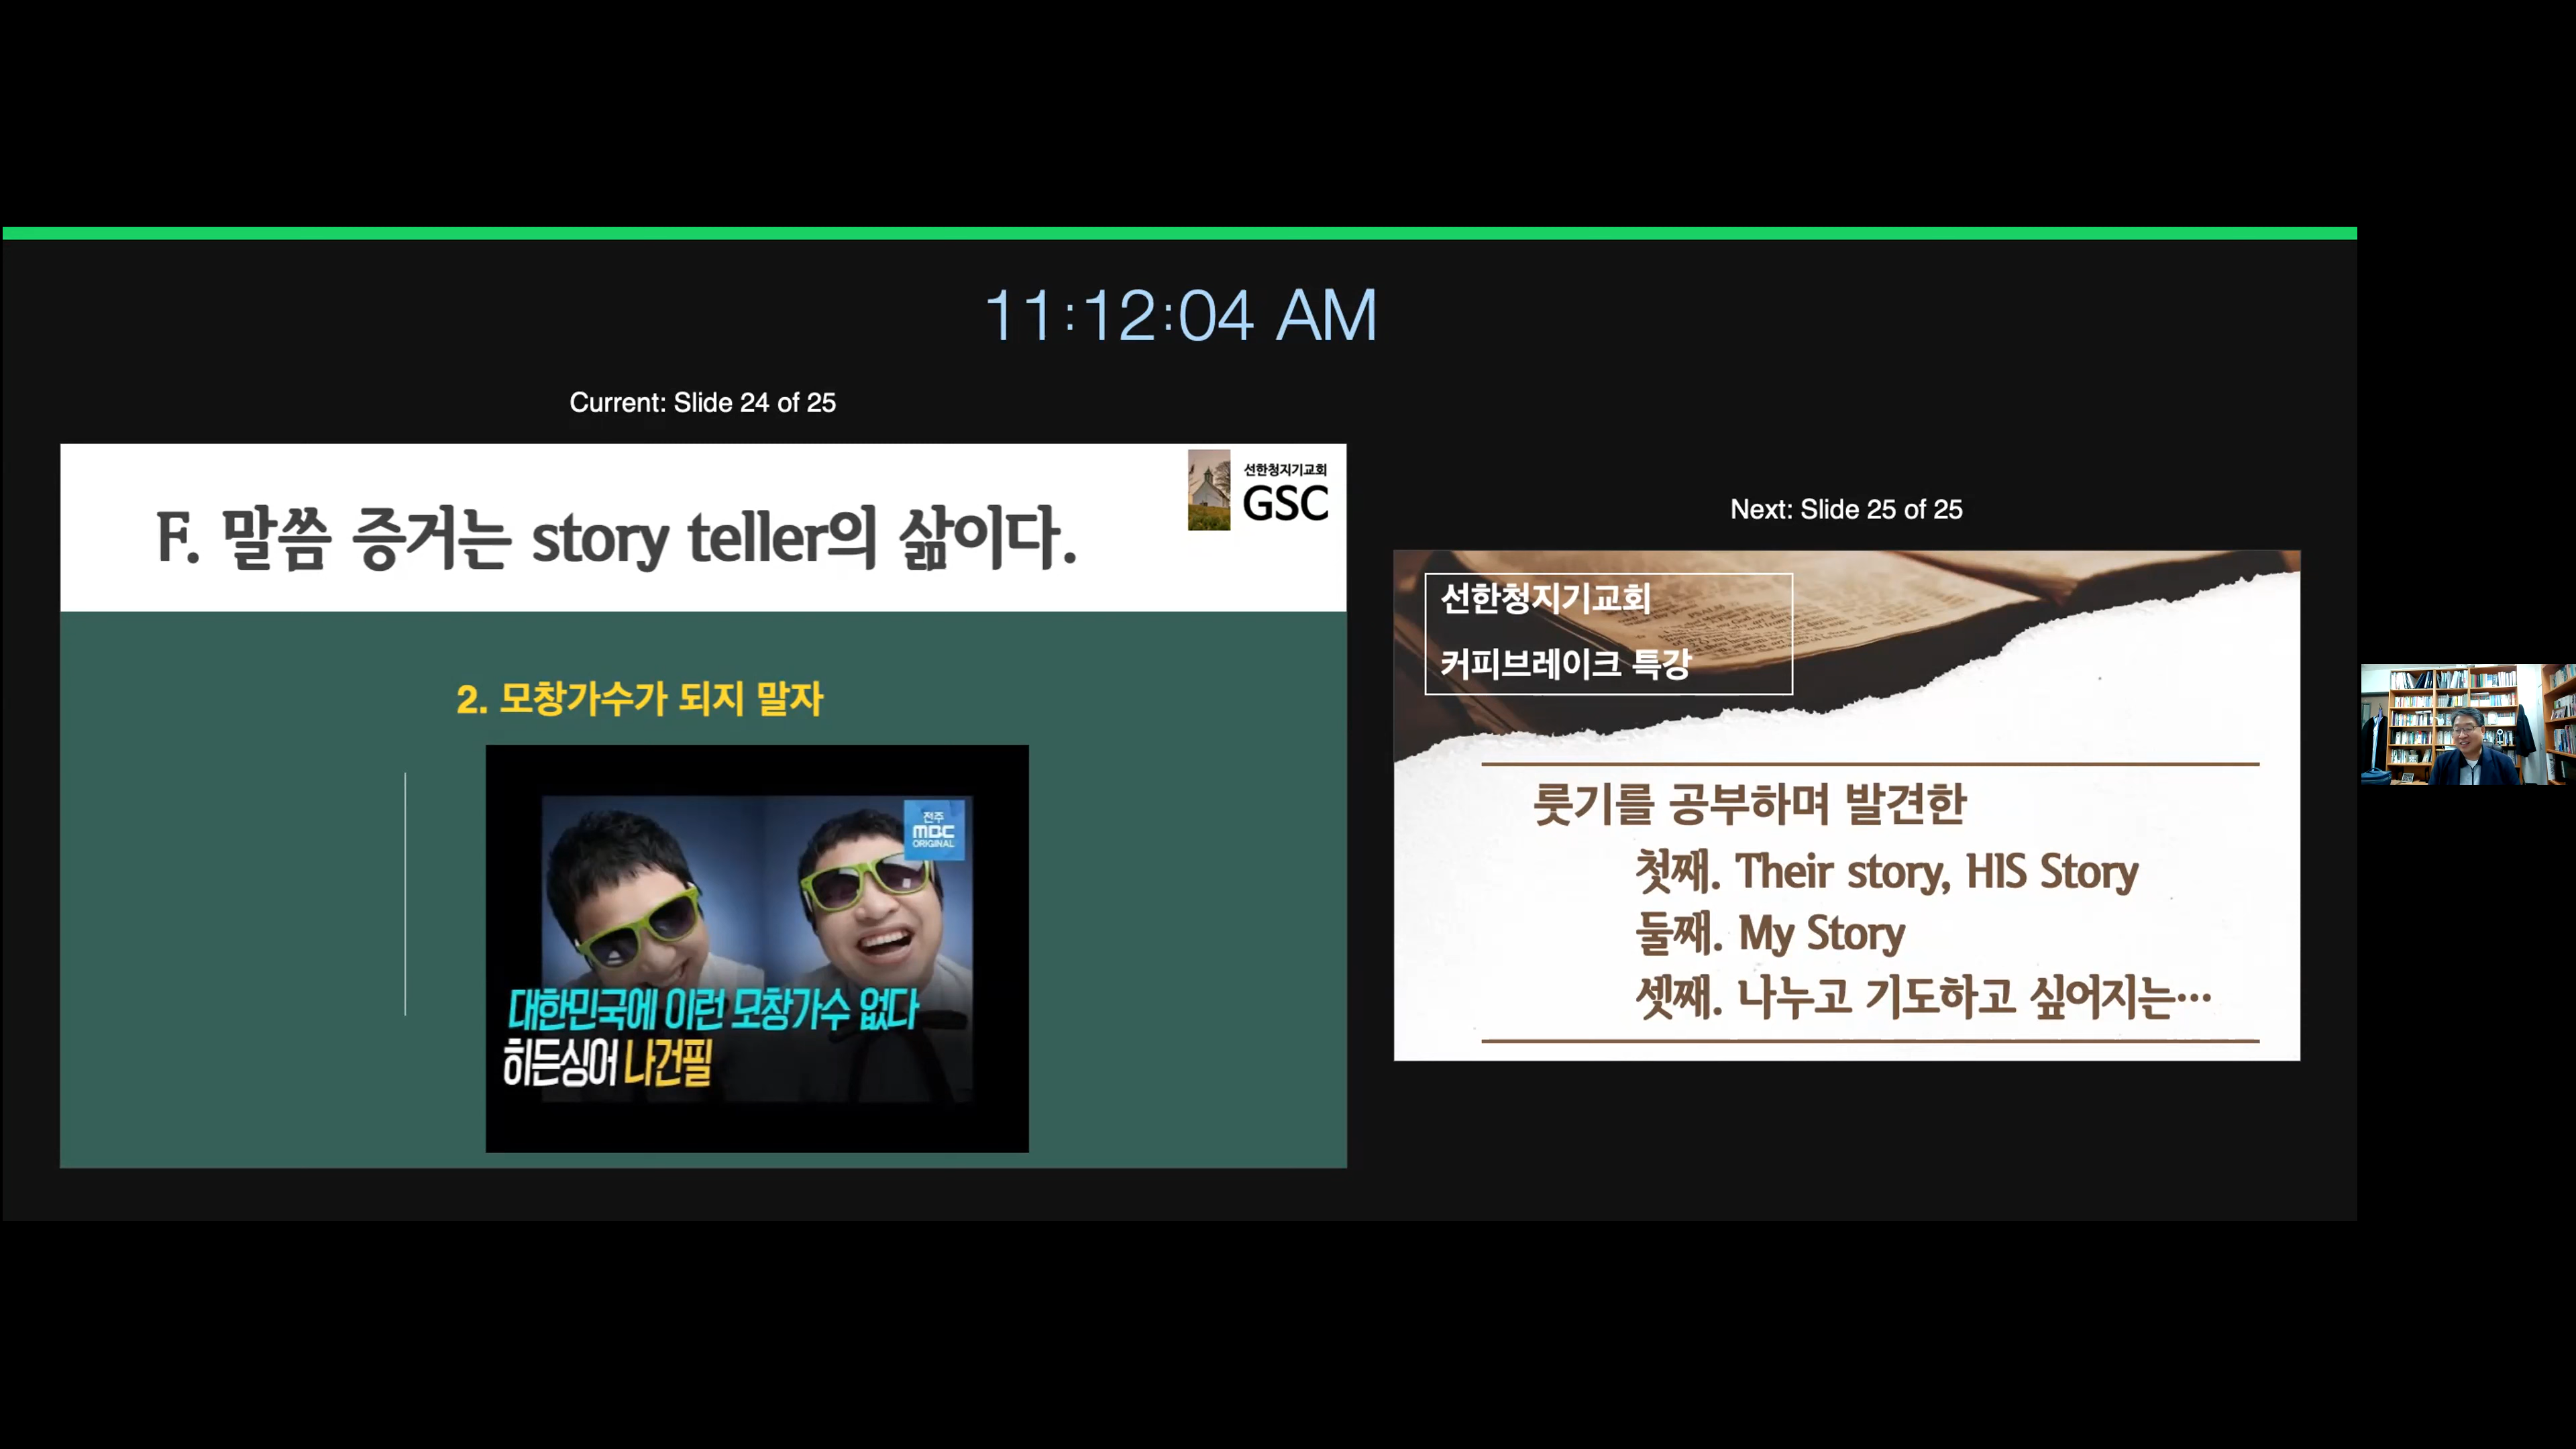 11:12:04 AM
Current: Slide 24 of 25
선한청지기교회
GSC
F. 말씀 증거는 story teller의 삶이다.
2. 모창가수가 되지 말자
전주
MBC
ORIGINAL
대한민국에 이런 모창가수 없다
히든싱어 나건필
Next: Slide 25 of 25
선한청지기교회
커피브레이크 특강
룻기를 공부하며 발견한
첫째. Their story, HIS Story
둘째. My Story
셋째. 나누고 기도하고 싶어지는…